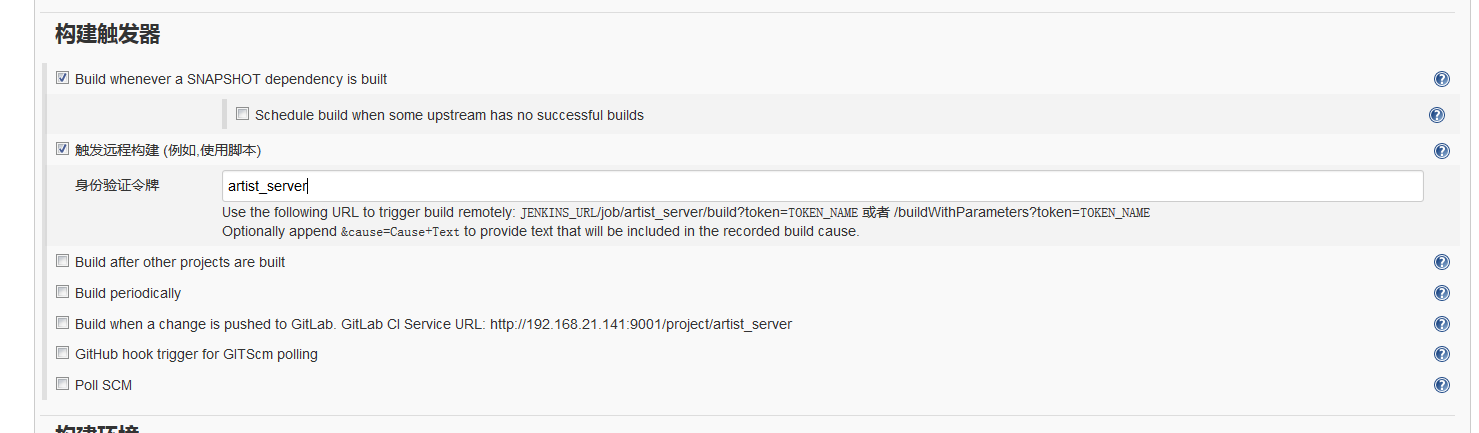 构建触发器
Build whenever a SNAPSHOT dependency is built
Schedule build when some upstream has no successful builds
触发远程构建 (例如,使用脚本)
身份验证令牌
artist_server
Use the following URL to trigger build remotely: JENKINS_URL/job/artist_server/build?token=TOKEN_NAME 或者 /buildWithParameters?token=TOKEN_NAME
Optionally append &cause=Cause+Text to provide text that will be included in the recorded build cause.
Build after other projects are built
Build periodically
Build when a change is pushed to GitLab. GitLab CI Service URL: http://192.168.21.141:9001/project/artist_server
GitHub hook trigger for GITScm polling
Poll SCM
构建环境